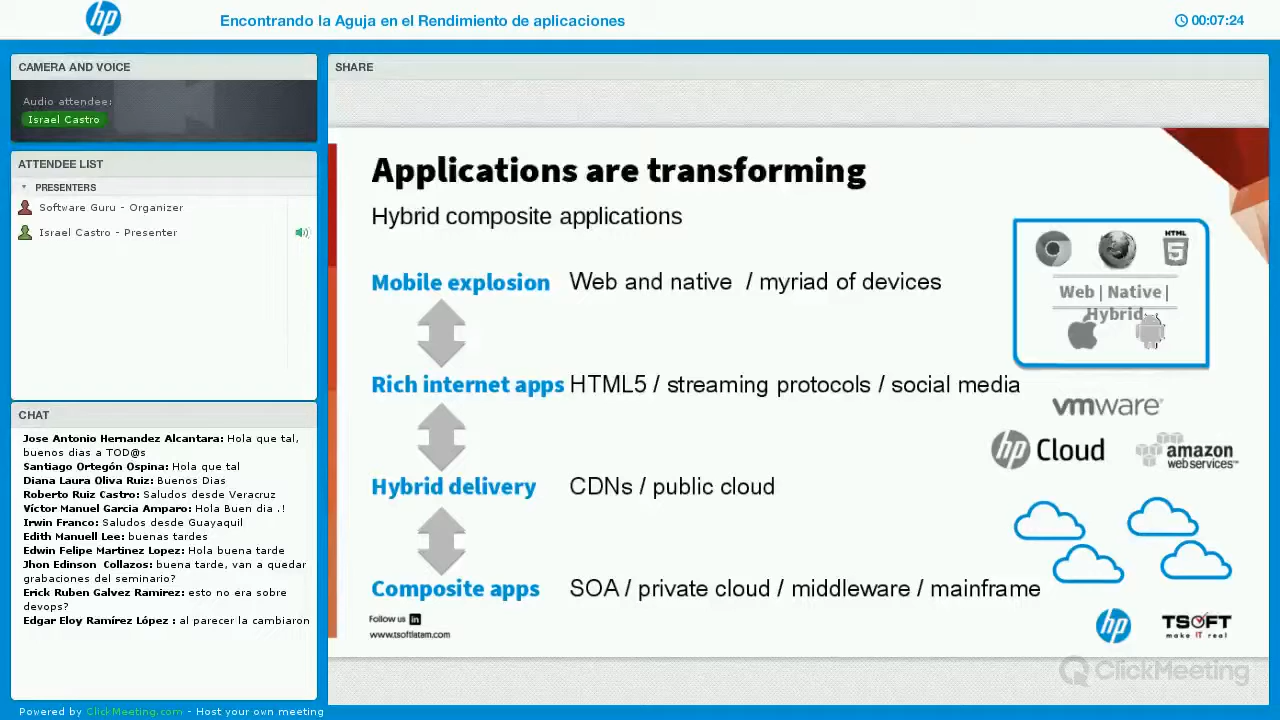 hp
Encontrando la Aguja en el Rendimiento de aplicaciones
00:07:24
CAMERA AND VOICE
Audio attendee:
Israel Castro
ATTENDEE LIST
PRESENTERS
Software Guru - Organizer
Israel Castro - Presenter
CHAT
Jose Antonio Hernandez Alcantara: Hola que tal,
buenos dias a TOD@s
Santiago Ortegón Ospina: Hola que tal
Diana Laura Oliva Ruiz: Buenos Dias
Roberto Ruiz Castro: Saludos desde Veracruz
Víctor Manuel Garcia Amparo: Hola Buen dia .!
Irwin Franco: Saludos desde Guayaquil
Edith Manuell Lee: buenas tardes
Edwin Felipe Martinez Lopez: Hola buena tarde
Jhon Edinson Collazos: buena tarde, van a quedar
grabaciones del seminario?
Erick Ruben Galvez Ramirez: esto no era sobre
devops?
Edgar Eloy Ramírez López : al parecer la cambiaron
SHARE
Applications are transforming
Hybrid composite applications
Mobile explosion Web and native / myriad of devices
Rich internet apps HTML5 / streaming protocols / social media
Hybrid delivery CDNs / public cloud
Composite apps SOA / private cloud / middleware / mainframe
HTML
5
Web | Native |
Hybrid
vmware
hp Cloud
amazon
web services™
Follow us in
www.tsoftlatam.com
hp
TSOFT
make IT real
ClickMeeting
Powered by ClickMeeting.com - Host your own meeting